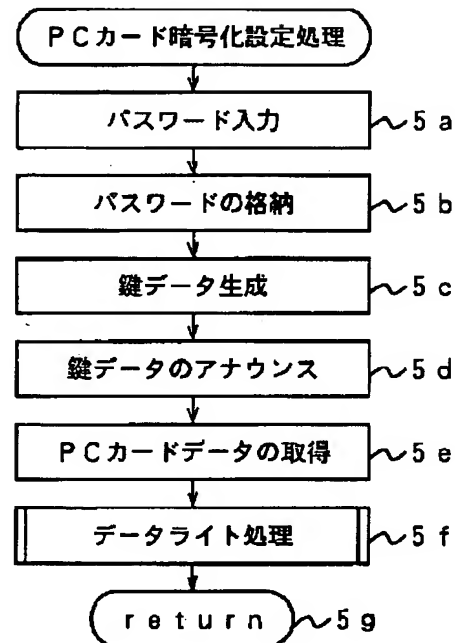 PCカード暗号化設定処理
パスワード入力 5a
パスワードの格納 5b
鍵データ生成 5c
鍵データのアナウンス 5d
PCカードデータの取得 5e
データライト処理 5f
return 5g